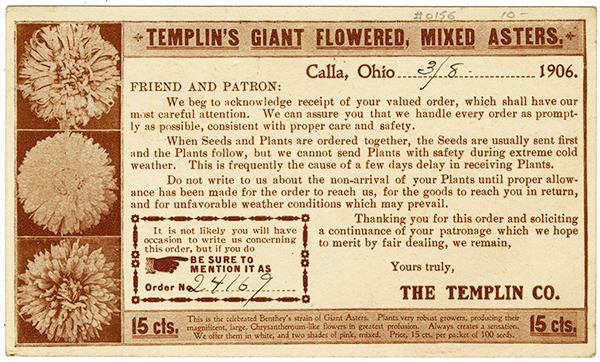 #0156 10-
TEMPLIN'S GIANT FLOWERED, MIXED ASTERS.
Calla, Ohio 3/8 1906.
FRIEND AND PATRON:
We beg to acknowledge receipt of your valued order, which shall have our
most careful attention. We can assure you that we handle every order as prompt-
ly as possible, consistent with proper care and safety.
When Seeds and Plants are ordered together, the Seeds are usually sent first
and the Plants follow, but we cannot send Plants with safety during extreme cold
weather. This is frequently the cause of a few days delay in receiving Plants.
Do not write to us about the non-arrival of your Plants until proper allow-
ance has been made for the order to reach us, for the goods to reach you in return,
and for unfavorable weather conditions which may prevail.
It is not likely you will have
occasion to write us concerning
this order, but if you do
BE SURE TO
MENTION IT AS
Order No 24169
Thanking you for this order and soliciting
a continuance of your patronage which we hope
to merit by fair dealing, we remain,
Yours truly,
THE TEMPLIN CO.
15 cts.
This is the celebrated Benthey's strain of Giant Asters. Plants very robust growers, producing their
magnificent, large, Chrysantheroum-like flowers in greatest profusion. Always creates a sensation.
We offer them in white, and two shades of pink, mixed. Price, 15 cts. per packet of 100 seeds.
15 cts.